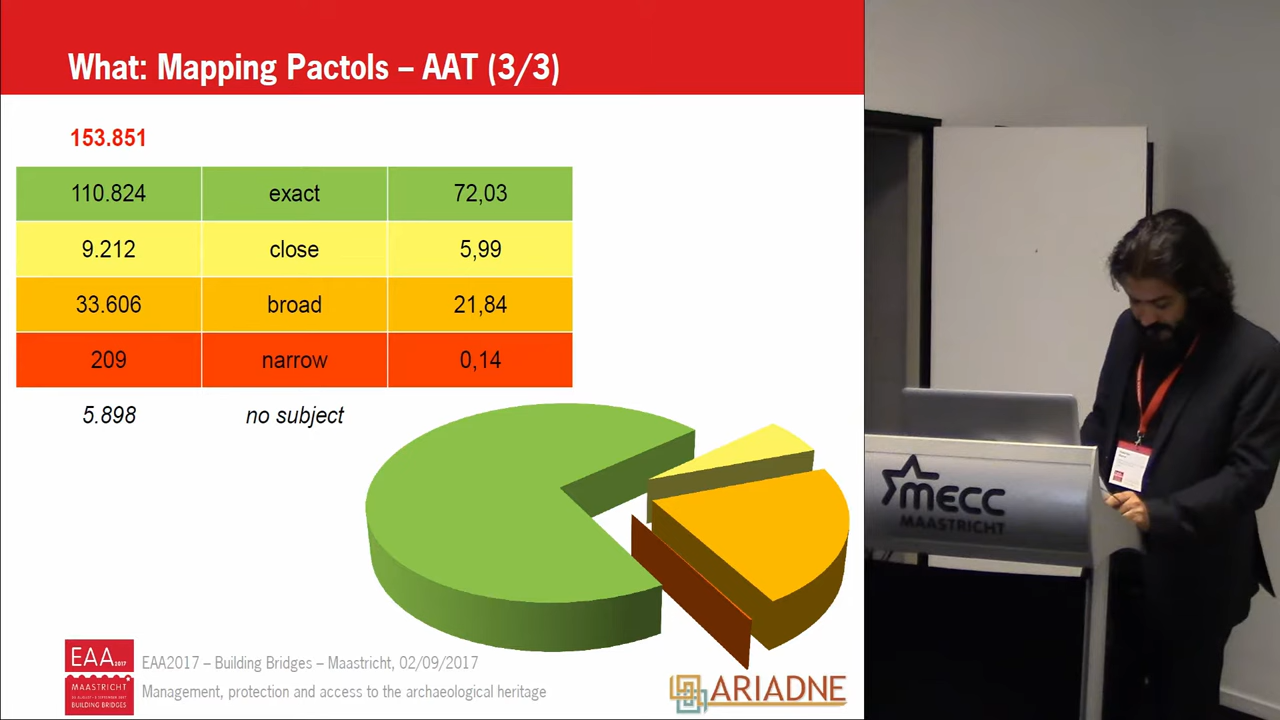 What: Mapping Pactols – AAT (3/3)
153.851
110.824 exact 72,03
9.212 close 5,99
33.606 broad 21,84
209 narrow 0,14
5.898 no subject
EAA2017 – Building Bridges – Maastricht, 02/09/2017
Management, protection and access to the archaeological heritage
EAA 2017
MAASTRICHT
BUILDING BRIDGES
ARIADNE
mecc
MAASTRICHT